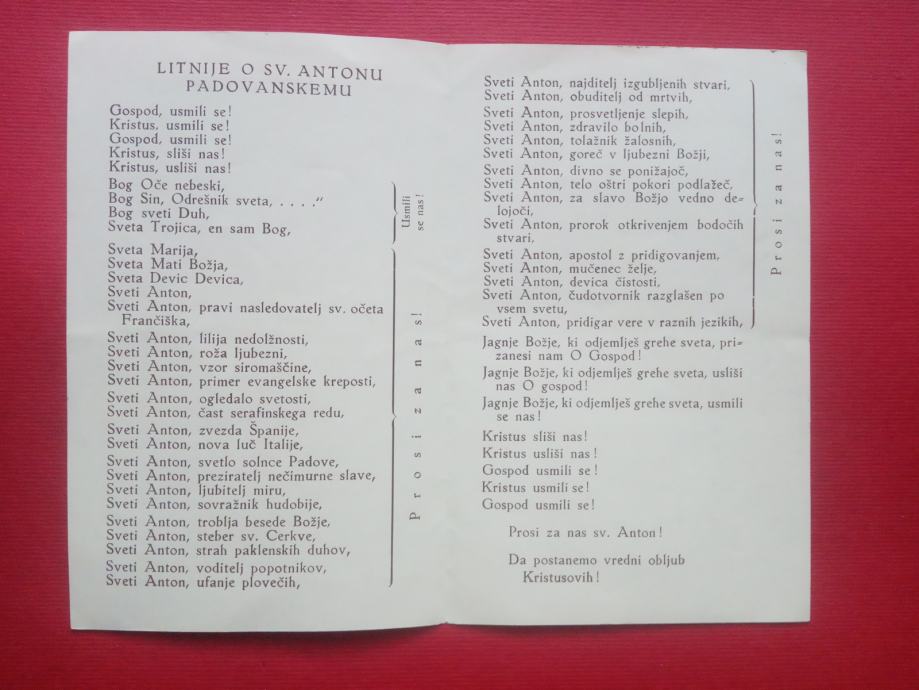 LITNIJE O SV. ANTONU
PADOVANSKEMU
Gospod, usmili se!
Kristus, usmili se!
Gospod, usmili se!
Kristus, sliši nas!
Kristus, usliši nas!
Bog Oče nebeski,
Bog Sin, Odrešnik sveta, . . . ."
Bog sveti Duh,
Sveta Trojica, en sam Bog,
Usmili
se nas!
Sveta Marija,
Sveta Mati Božja,
Sveta Devic Devica,
Sveti Anton,
Sveti Anton, pravi nasledovatelj sv. očeta
Frančiška,
Sveti Anton, lilija nedolžnosti,
Sveti Anton, roža ljubezni,
Sveti Anton, vzor siromaščine,
Sveti Anton, primer evangelske kreposti,
Sveti Anton, ogledalo svetosti,
Sveti Anton, čast serafinskega redu,
Sveti Anton, zvezda Španije,
Sveti Anton, nova luč Italije,
Sveti Anton, svetlo solnce Padove,
Sveti Anton, preziratelj nečimurne slave,
Sveti Anton, ljubitelj miru,
Sveti Anton, sovražnik hudobije,
Sveti Anton, troblja besede Božje,
Sveti Anton, steber sv. Cerkve,
Sveti Anton, strah paklenskih duhov,
Sveti Anton, voditelj popotnikov,
Sveti Anton, ufanje plovečih,
Prosi za nas!
Sveti Anton, najditelj izgubljenih stvari,
Sveti Anton, obuditelj od mrtvih,
Sveti Anton, prosvetljenje slepih,
Sveti Anton, zdravilo bolnih,
Sveti Anton, tolažnik žalosnih,
Sveti Anton, goreč v ljubezni Božji,
Sveti Anton, divno se ponižajoč,
Sveti Anton, telo oštri pokori podlažeč,
Sveti Anton, za slavo Božjo vedno de-
lojoči,
Sveti Anton, prorok otkrivenjem bodočih
stvari,
Sveti Anton, apostol z pridigovanjem,
Sveti Anton, mučenec želje,
Sveti Anton, devica čistosti,
Sveti Anton, čudotvornik razglašen po
vsem svetu,
Sveti Anton, pridigar vere v raznih jezikih,
Prosi za nas!
Jagnje Božje, ki odjemlješ grehe sveta, pri-
zanesi nam O Gospod!
Jagnje Božje, ki odjemlješ grehe sveta, usliši
nas O gospod!
Jagnje Božje, ki odjemlješ grehe sveta, usmili
se nas!
Kristus sliši nas!
Kristus usliši nas!
Gospod usmili se!
Kristus usmili se!
Gospod usmili se!
Prosi za nas sv. Anton!
Da postanemo vredni obljub
Kristusovih!